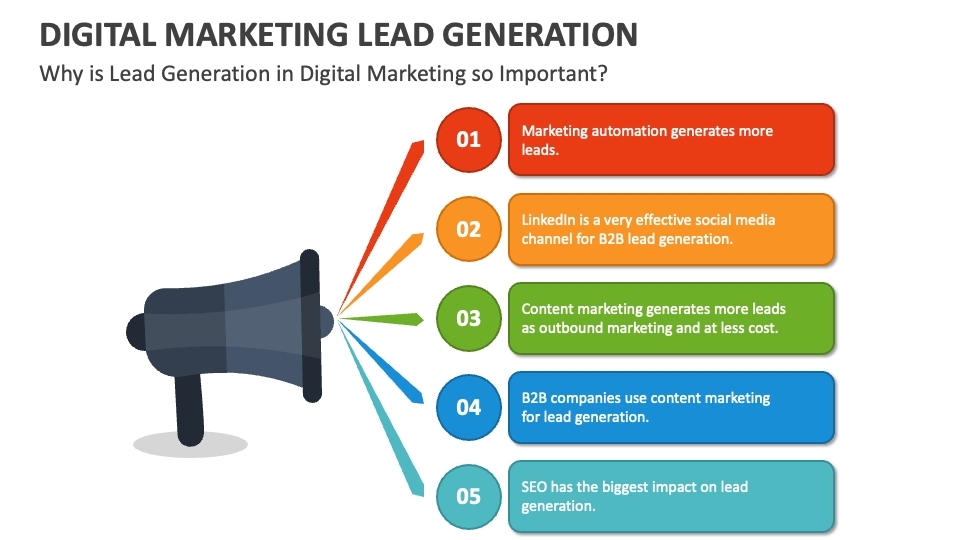 DIGITAL MARKETING LEAD GENERATION
Why is Lead Generation in Digital Marketing so Important?
01
Marketing automation generates more
leads.
02
LinkedIn is a very effective social media
channel for B2B lead generation.
03
Content marketing generates more leads
as outbound marketing and at less cost.
04
B2B companies use content marketing
for lead generation.
05
SEO has the biggest impact on lead
generation.